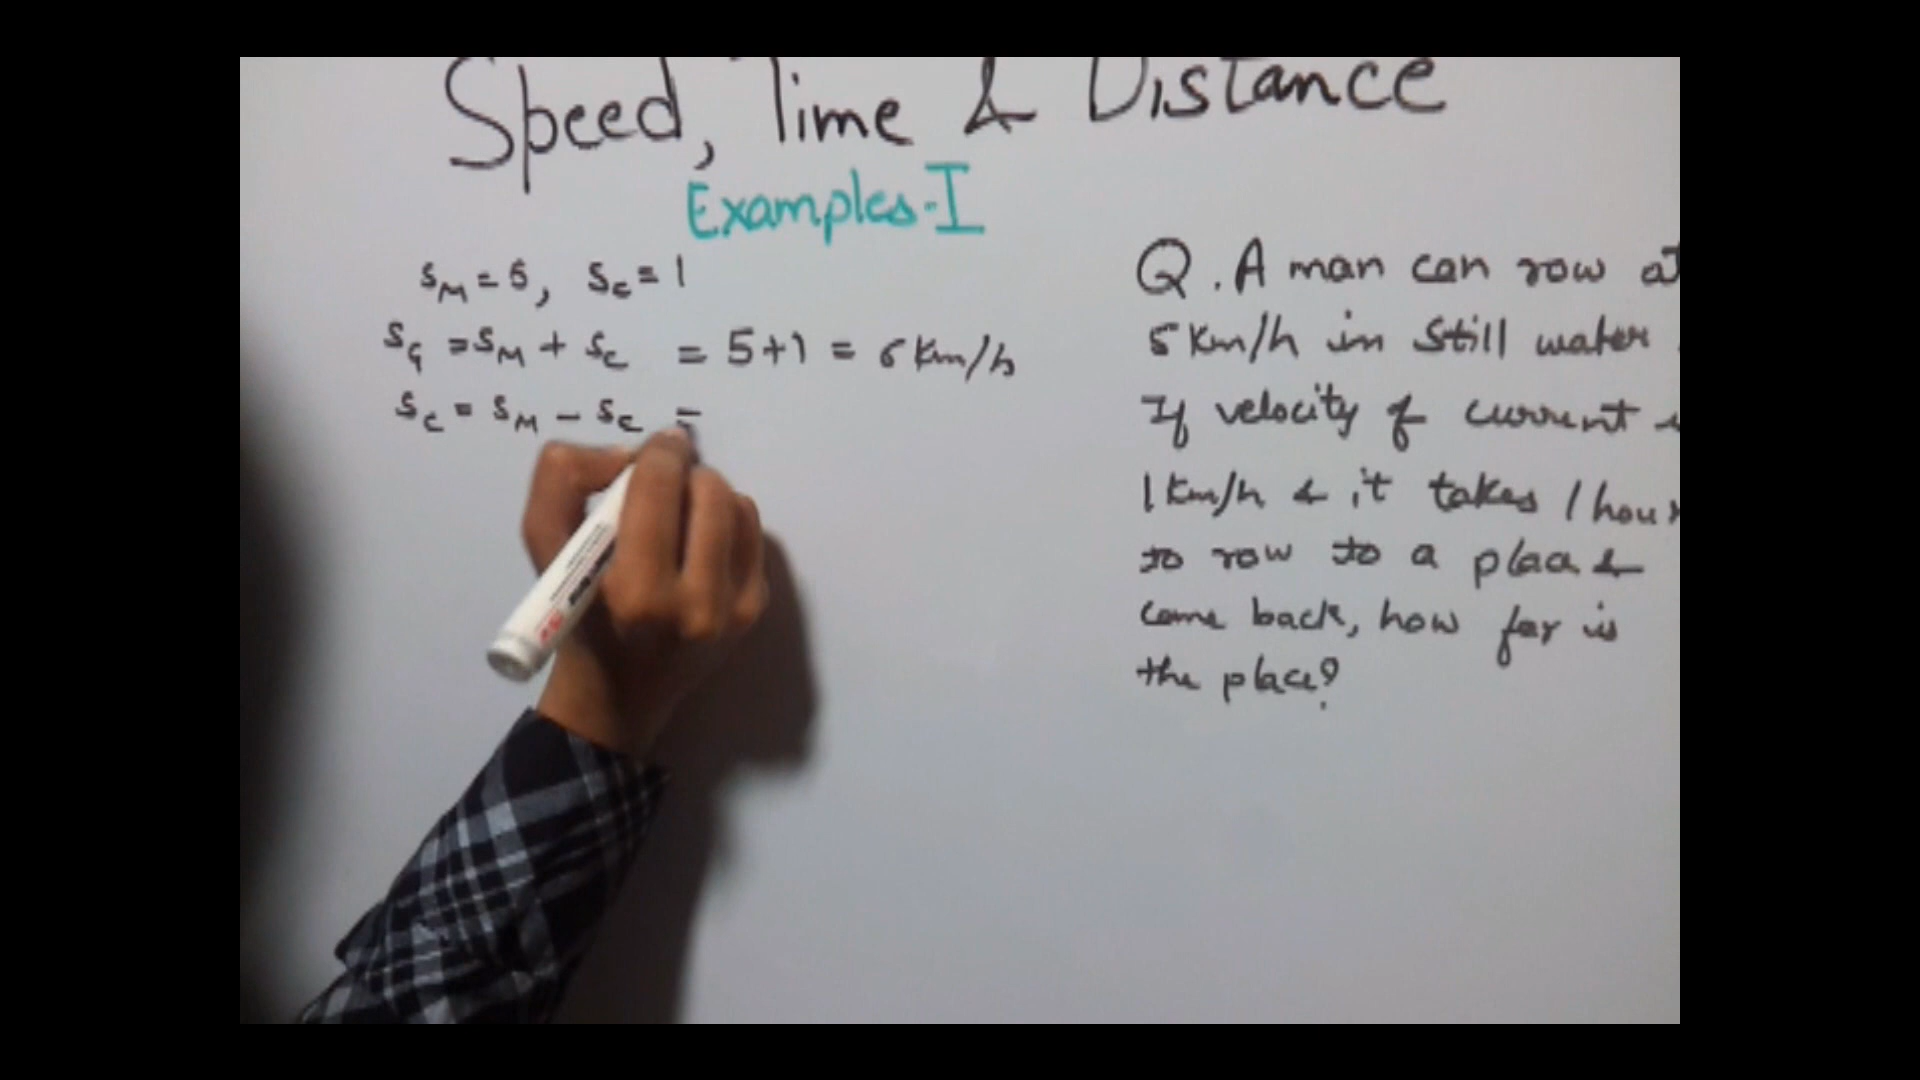 Speed, Time & Distance
Examples-I
S_M = 5, S_C = 1
S_G = S_M + S_C = 5+1 = 6 Km/h
S_C = S_M - S_C =
Q. A man can row at
5 Km/h in still water
If velocity of current
1 Km/h & it takes 1 hour
to row to a place &
come back, how far is
the place?